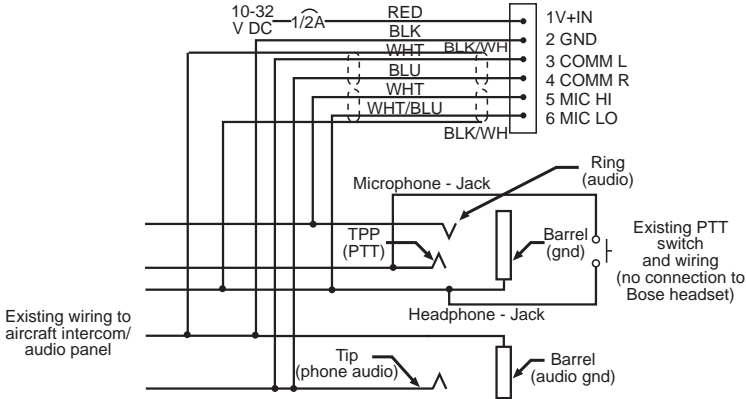 10-32
V DC
1/2A
RED
BLK
WHT
BLK/WH
BLU
WHT
WHT/BLU
BLK/WH
1V+IN
2 GND
3 COMM L
4 COMM R
5 MIC HI
6 MIC LO
Microphone - Jack
Ring
(audio)
TPP
(PTT)
Barrel
(gnd)
Existing PTT
switch
and wiring
(no connection to
Bose headset)
Headphone - Jack
Existing wiring to
aircraft intercom/
audio panel
Tip
(phone audio)
Barrel
(audio gnd)